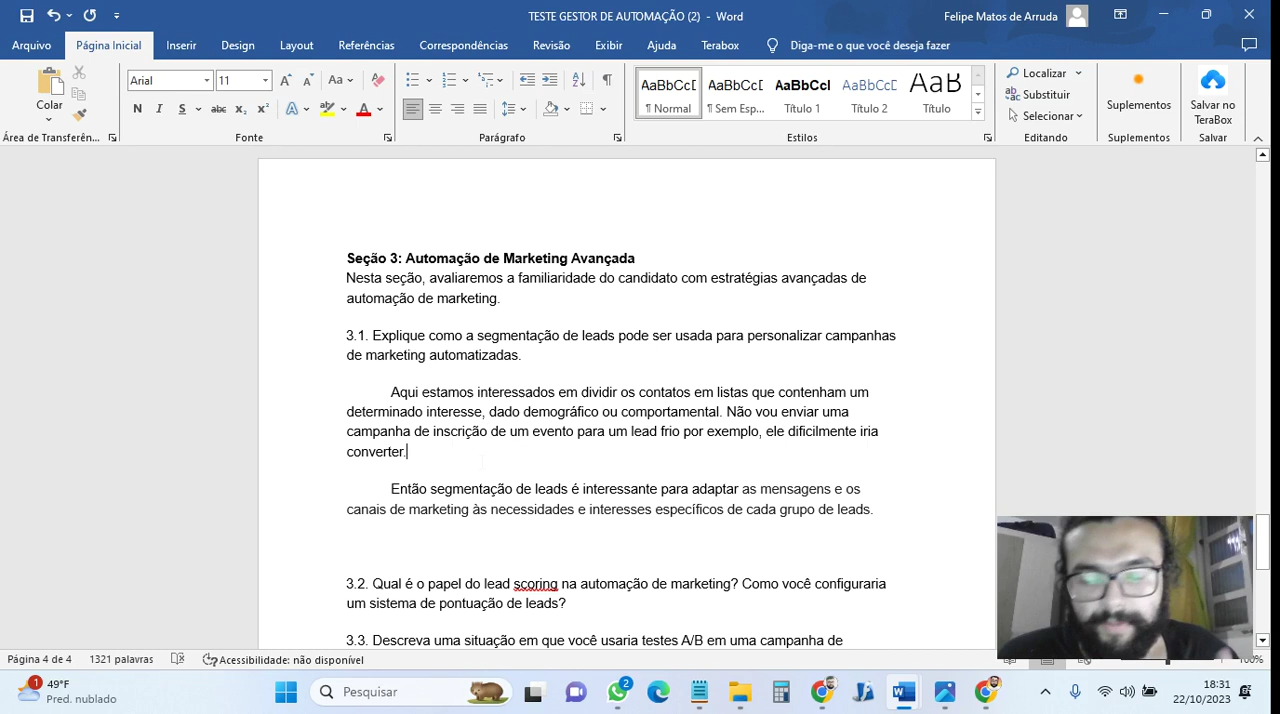 TESTE GESTOR DE AUTOMAÇÃO (2) - Word
Felipe Matos de Arruda
Arquivo Página Inicial Inserir Design Layout Referências Correspondências Revisão Exibir Ajuda Terabox Diga-me o que você deseja fazer
Colar
Arial 11
Aa
N I S abc x₂ x² A A
AaBbCcD AaBbCcD AaBbCcI AaBbCcD AaB
¶ Normal ¶ Sem Esp... Título 1 Título 2 Título
Localizar
Substituir
Selecionar
Suplementos
Salvar no
TeraBox
Área de Transferên... Fonte Parágrafo Estilos Editando Suplementos Salvar
Seção 3: Automação de Marketing Avançada
Nesta seção, avaliaremos a familiaridade do candidato com estratégias avançadas de
automação de marketing.
3.1. Explique como a segmentação de leads pode ser usada para personalizar campanhas
de marketing automatizadas.
Aqui estamos interessados em dividir os contatos em listas que contenham um
determinado interesse, dado demográfico ou comportamental. Não vou enviar uma
campanha de inscrição de um evento para um lead frio por exemplo, ele dificilmente iria
converter.
Então segmentação de leads é interessante para adaptar as mensagens e os
canais de marketing às necessidades e interesses específicos de cada grupo de leads.
3.2. Qual é o papel do lead scoring na automação de marketing? Como você configuraria
um sistema de pontuação de leads?
3.3. Descreva uma situação em que você usaria testes A/B em uma campanha de
Página 4 de 4 1321 palavras Acessibilidade: não disponível 100%
1 49°F
Pred. nublado
Pesquisar
2
18:31
22/10/2023